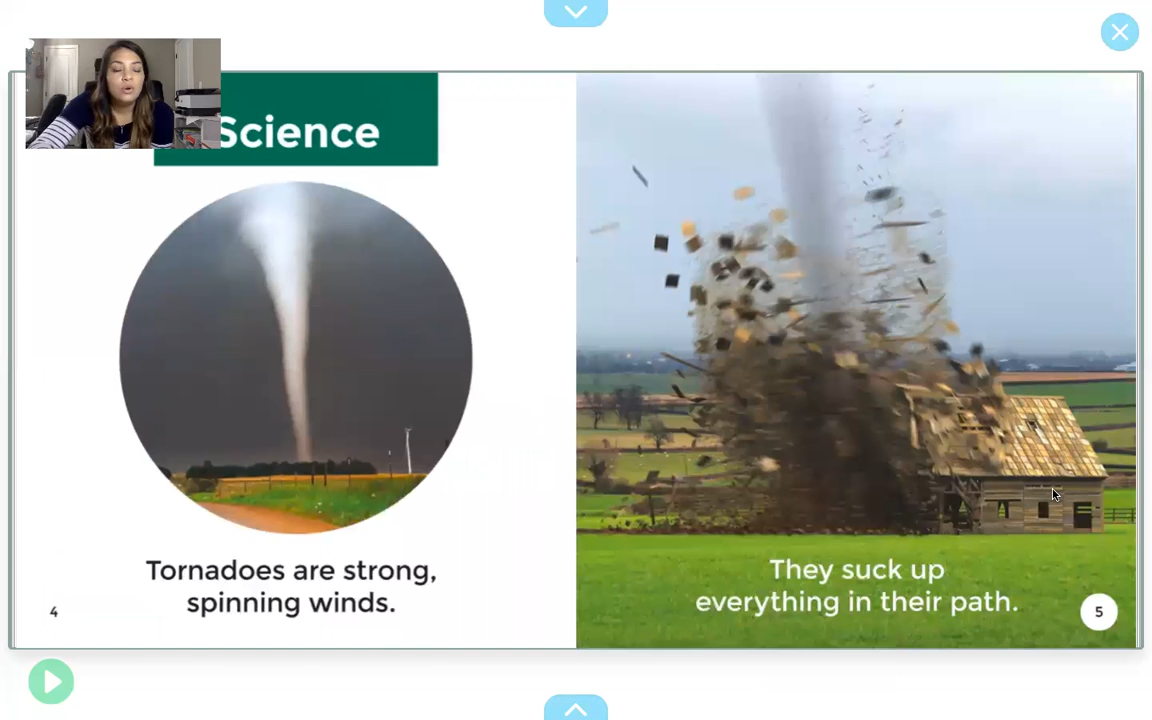 Science
Tornadoes are strong,
spinning winds.
4
They suck up
everything in their path.
5